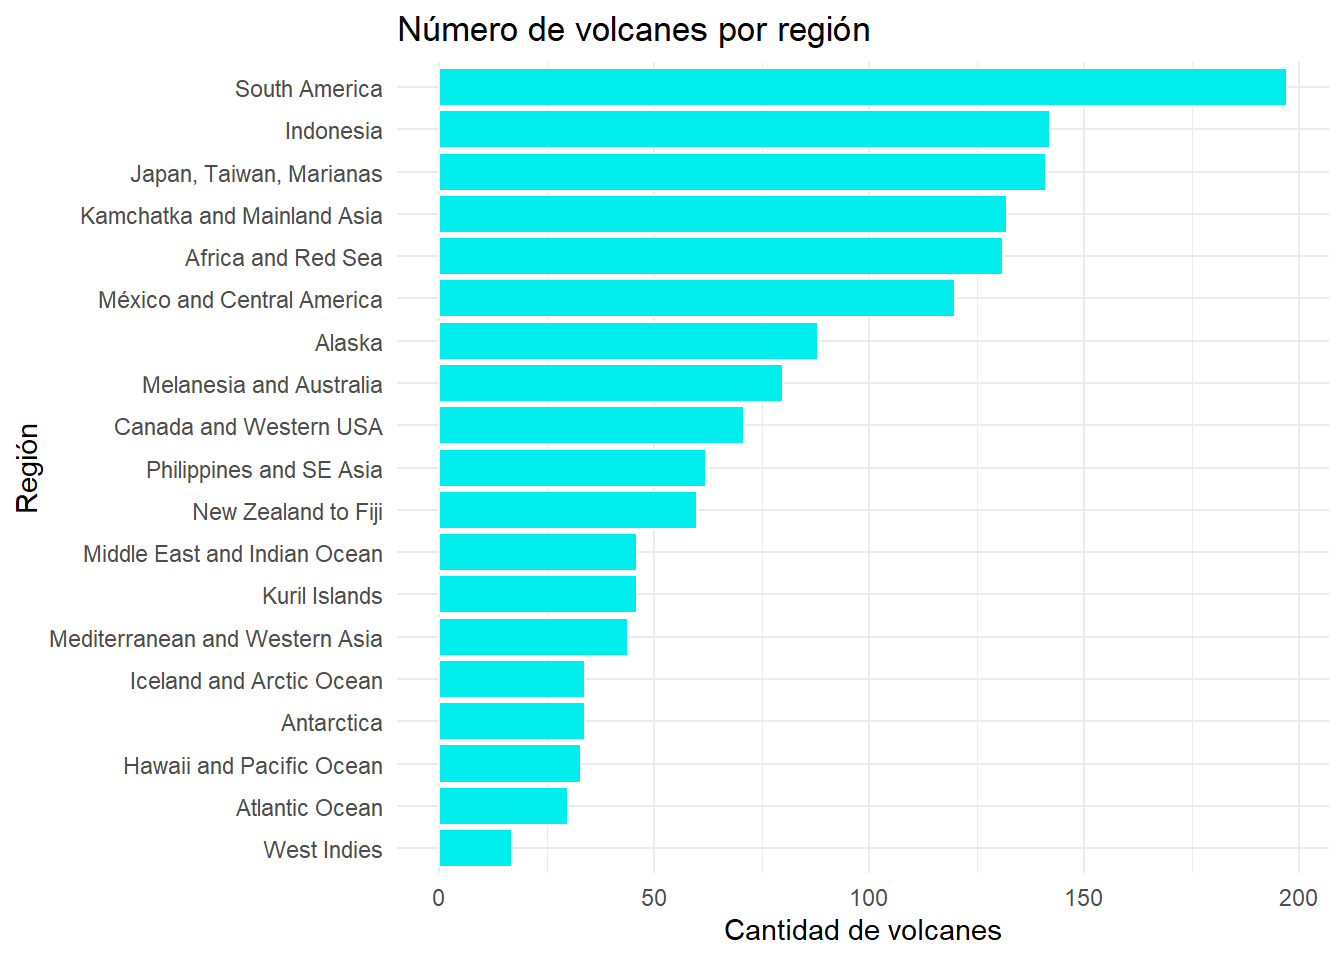 Número de volcanes por región
South America
Indonesia
Japan, Taiwan, Marianas
Kamchatka and Mainland Asia
Africa and Red Sea
México and Central America
Alaska
Melanesia and Australia
Canada and Western USA
Philippines and SE Asia
New Zealand to Fiji
Middle East and Indian Ocean
Kuril Islands
Mediterranean and Western Asia
Iceland and Arctic Ocean
Antarctica
Hawaii and Pacific Ocean
Atlantic Ocean
West Indies
Región
0 50 100 150 200
Cantidad de volcanes